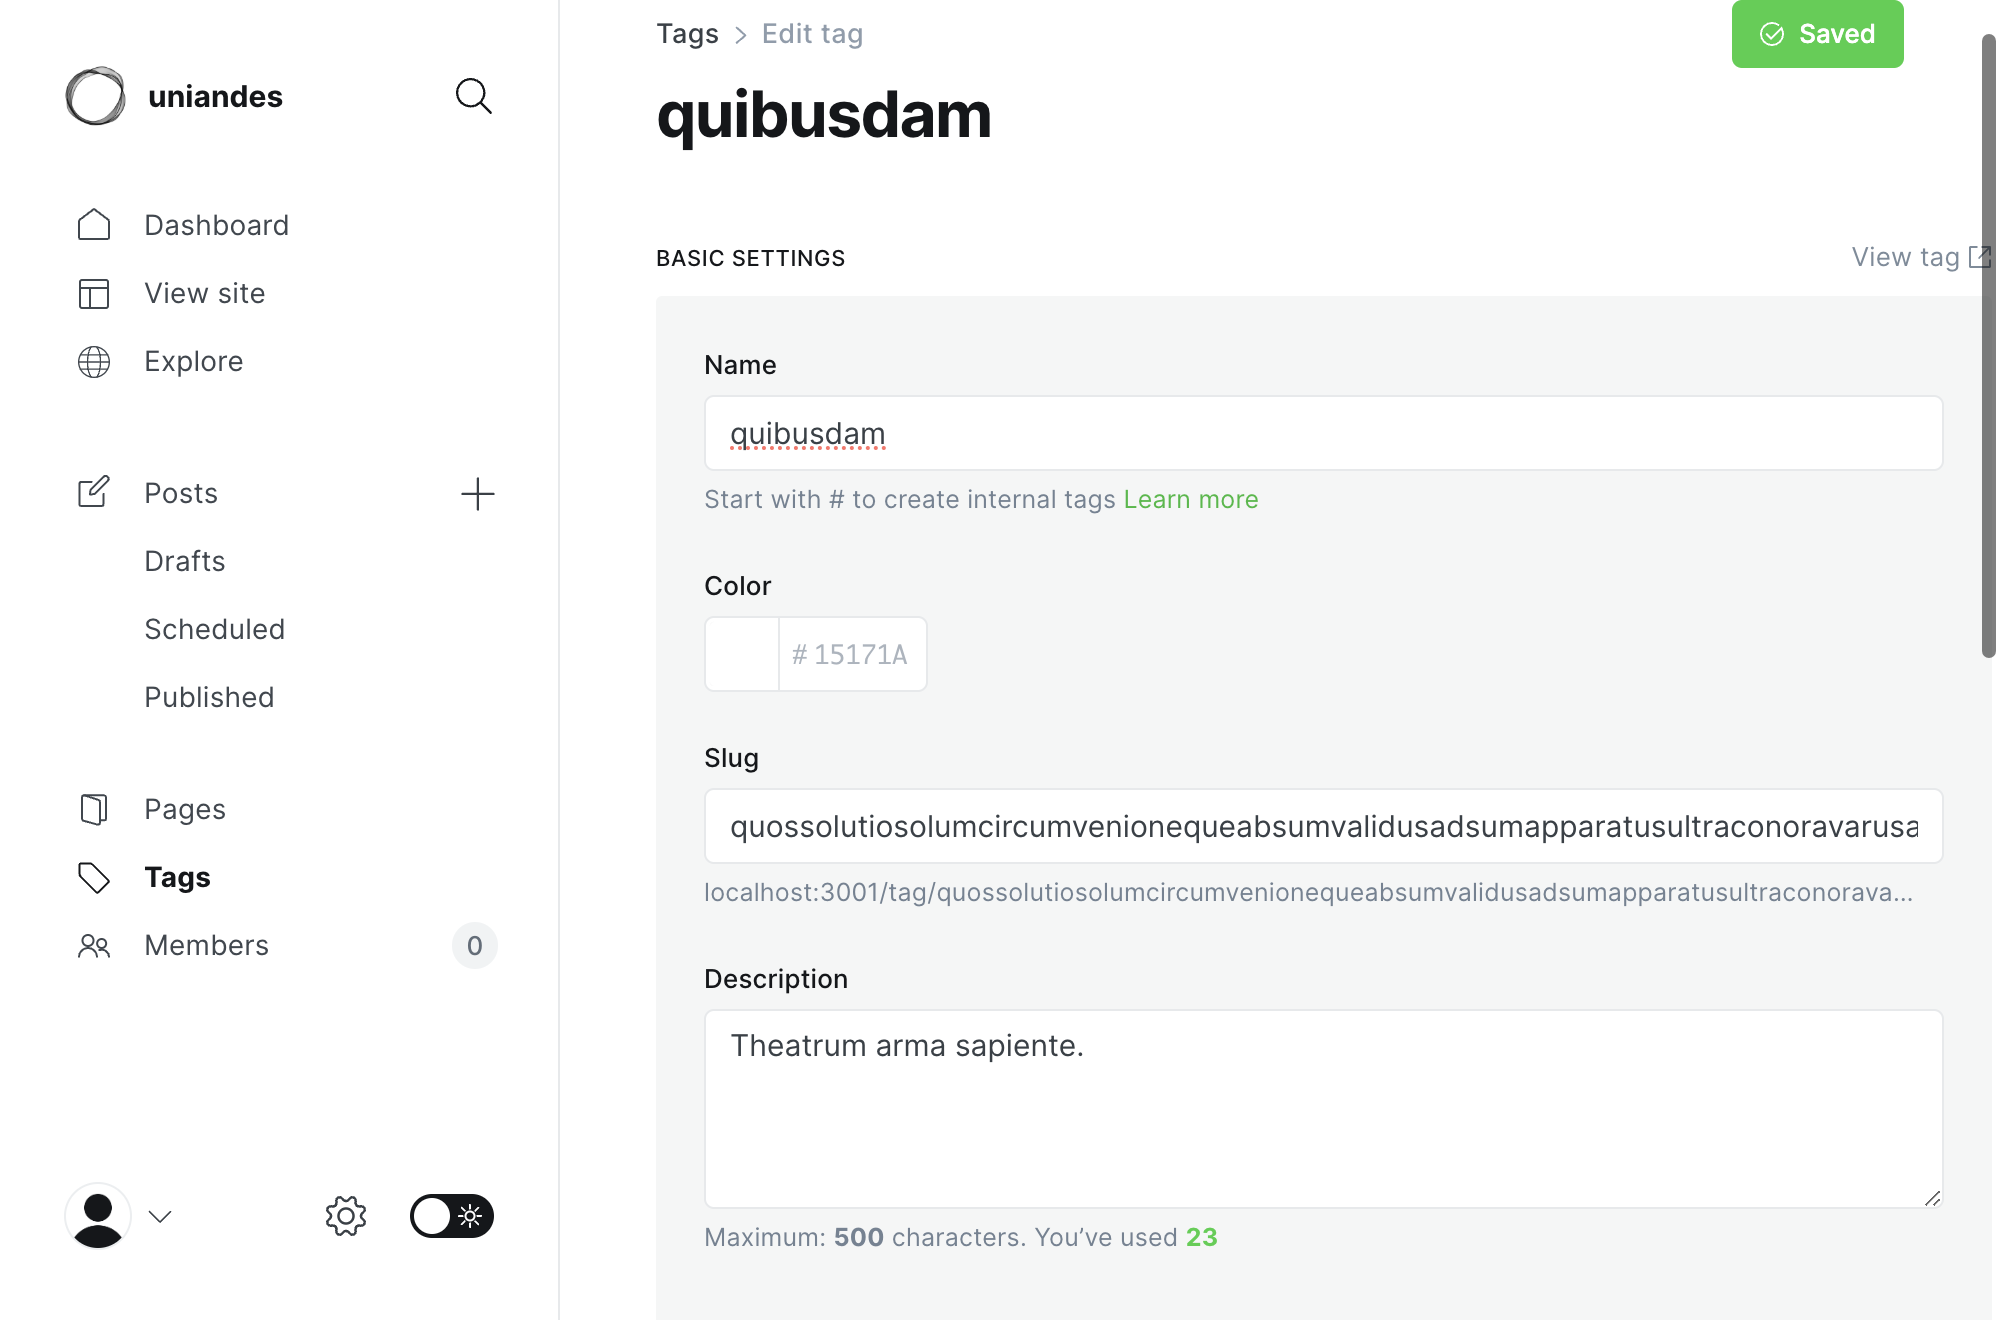 uniandes
Dashboard
View site
Explore
Posts
Drafts
Scheduled
Published
Pages
Tags
Members
0
Tags > Edit tag
Saved
quibusdam
BASIC SETTINGS
View tag
Name
quibusdam
Start with # to create internal tags Learn more
Color
# 15171A
Slug
quossolutiosolumcircumvenionequeabsumvalidusadsumapparatusultraconoravarusa
localhost:3001/tag/quossolutiosolumcircumvenionequeabsumvalidusadsumapparatusultraconorava...
Description
Theatrum arma sapiente.
Maximum: 500 characters. You’ve used 23